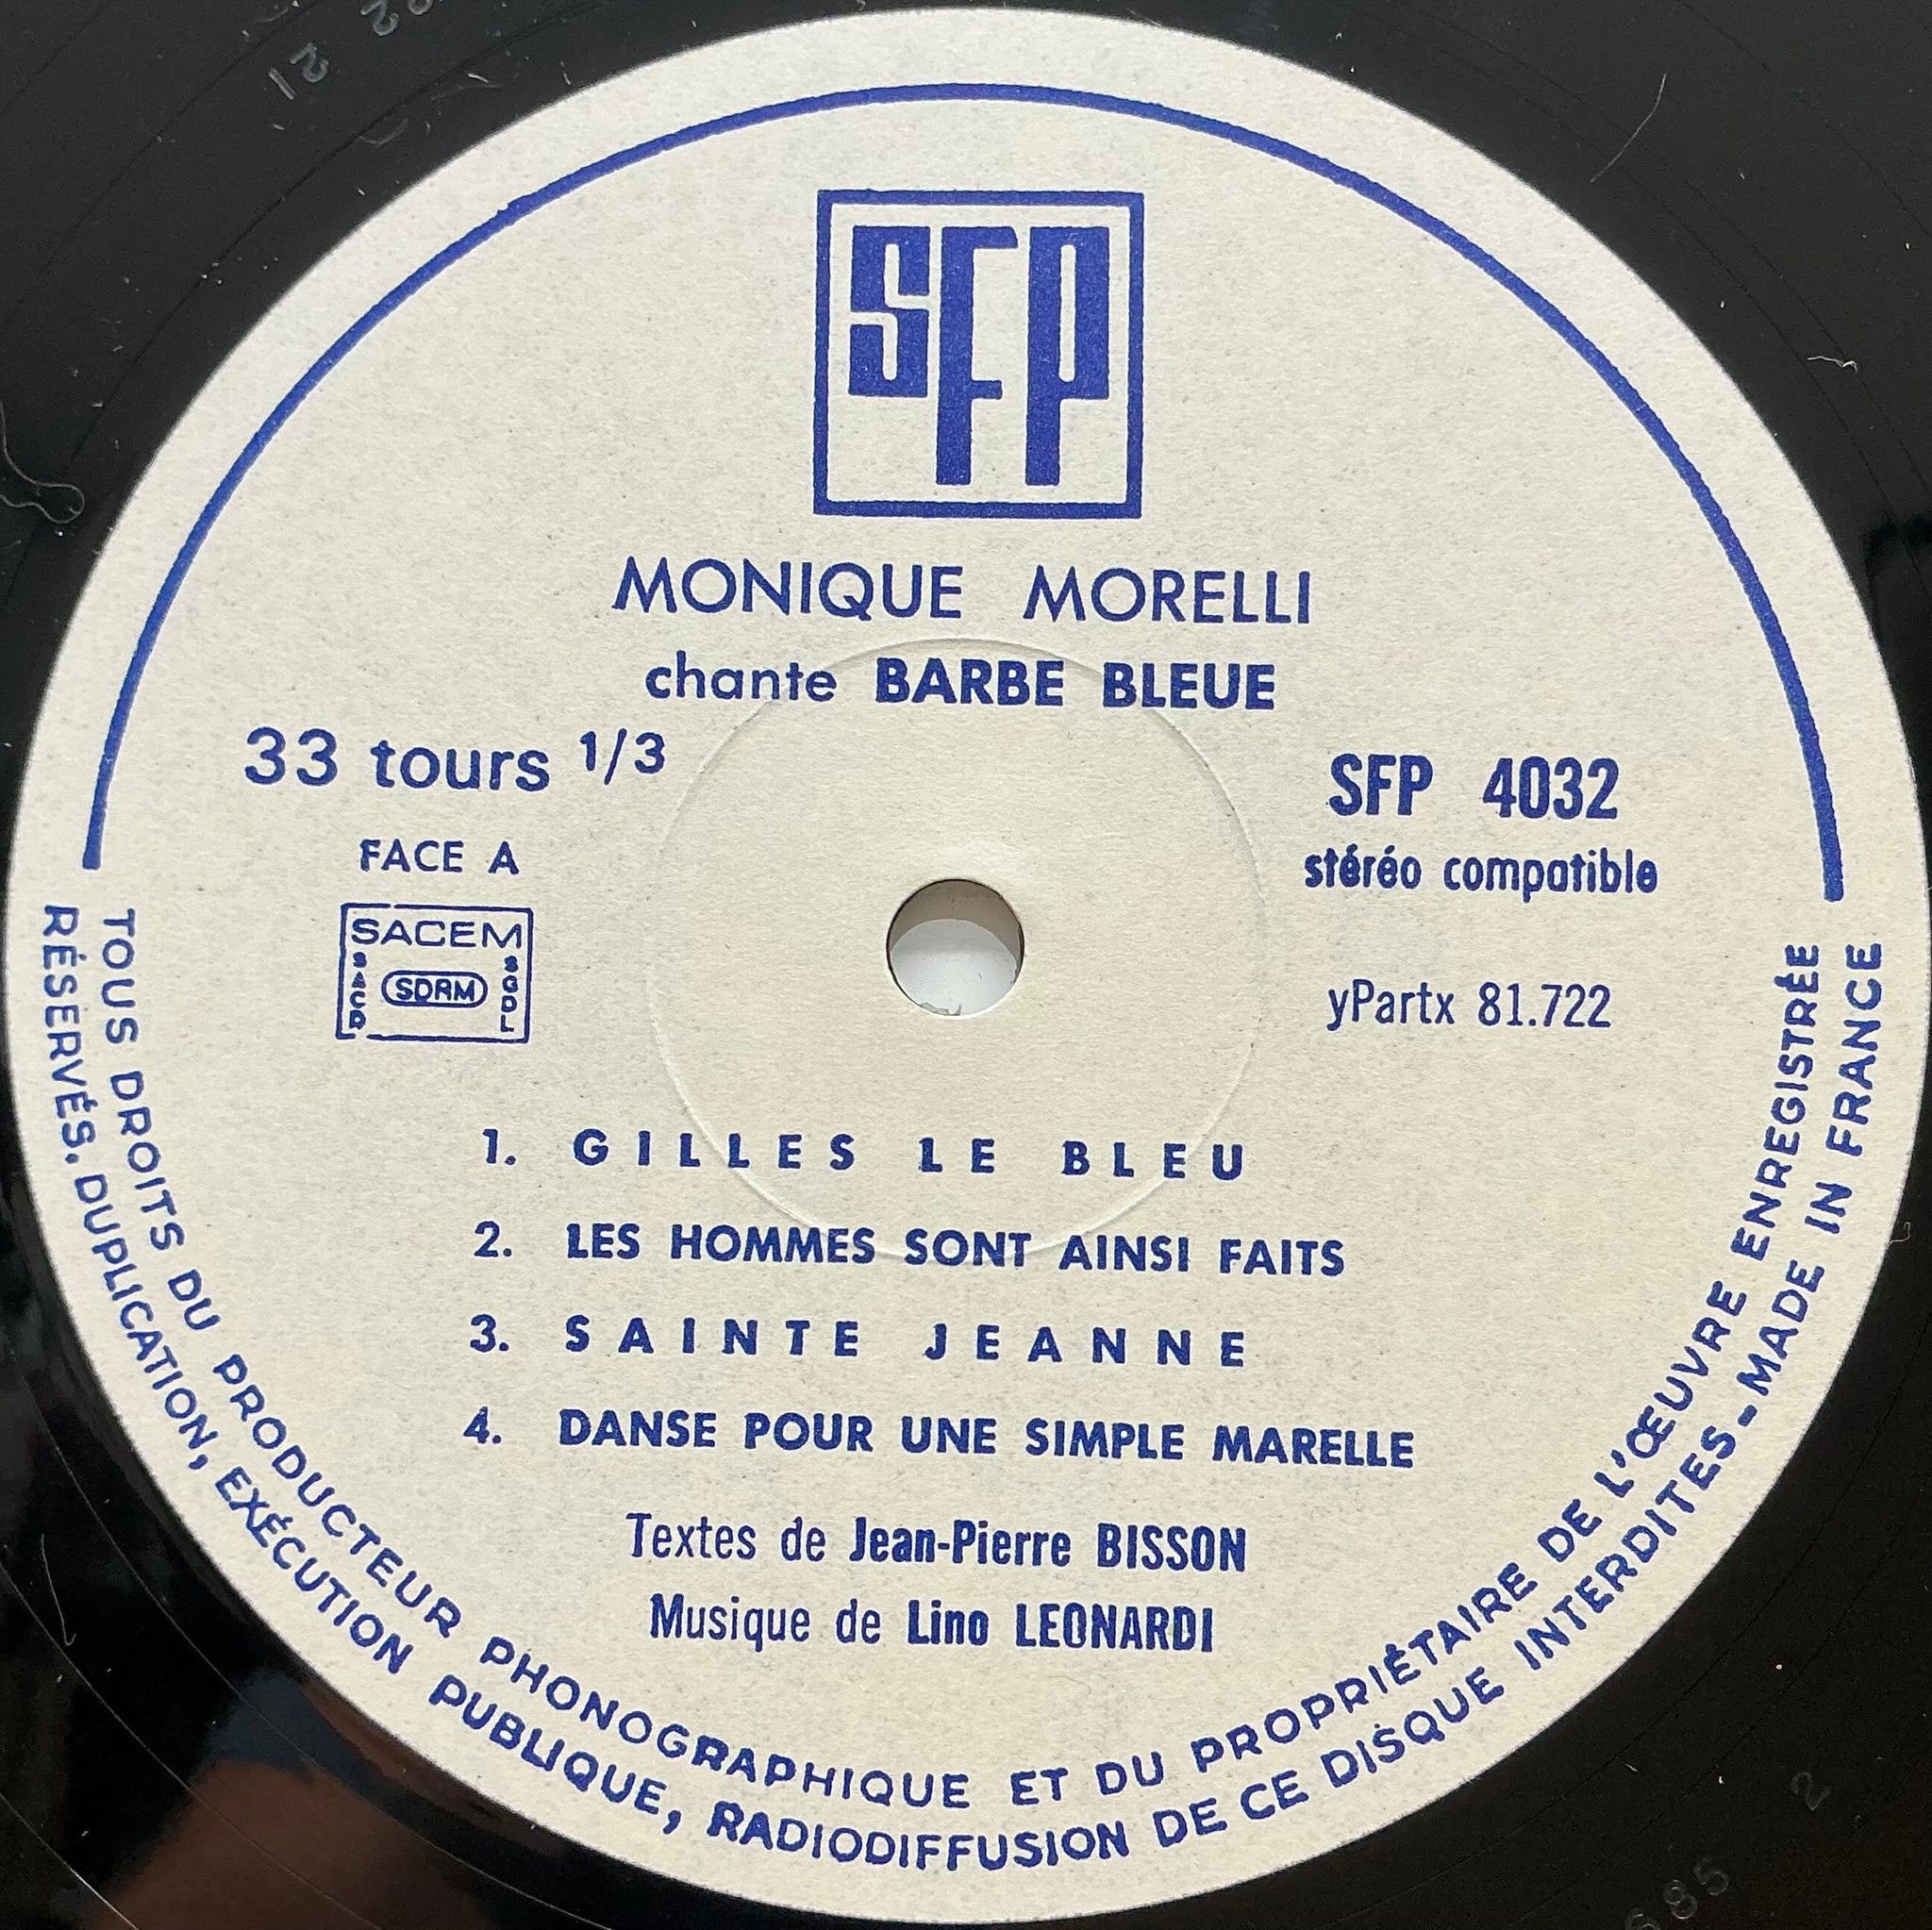 SFP
MONIQUE MORELLI
chante BARBE BLEUE
33 tours 1/3
SFP 4032
FACE A
stéréo compatible
SACEM
SACD
SDRM
SGDL
yPartx 81.722
1. GILLES LE BLEU
2. LES HOMMES SONT AINSI FAITS
3. SAINTE JEANNE
4. DANSE POUR UNE SIMPLE MARELLE
Textes de Jean-Pierre BISSON
Musique de Lino LEONARDI
TOUS DROITS DU PRODUCTEUR PHONOGRAPHIQUE ET DU PROPRIÉTAIRE DE L'ŒUVRE ENREGISTRÉE
RÉSERVÉS. DUPLICATION, EXÉCUTION PUBLIQUE, RADIODIFFUSION DE CE DISQUE INTERDITES - MADE IN FRANCE